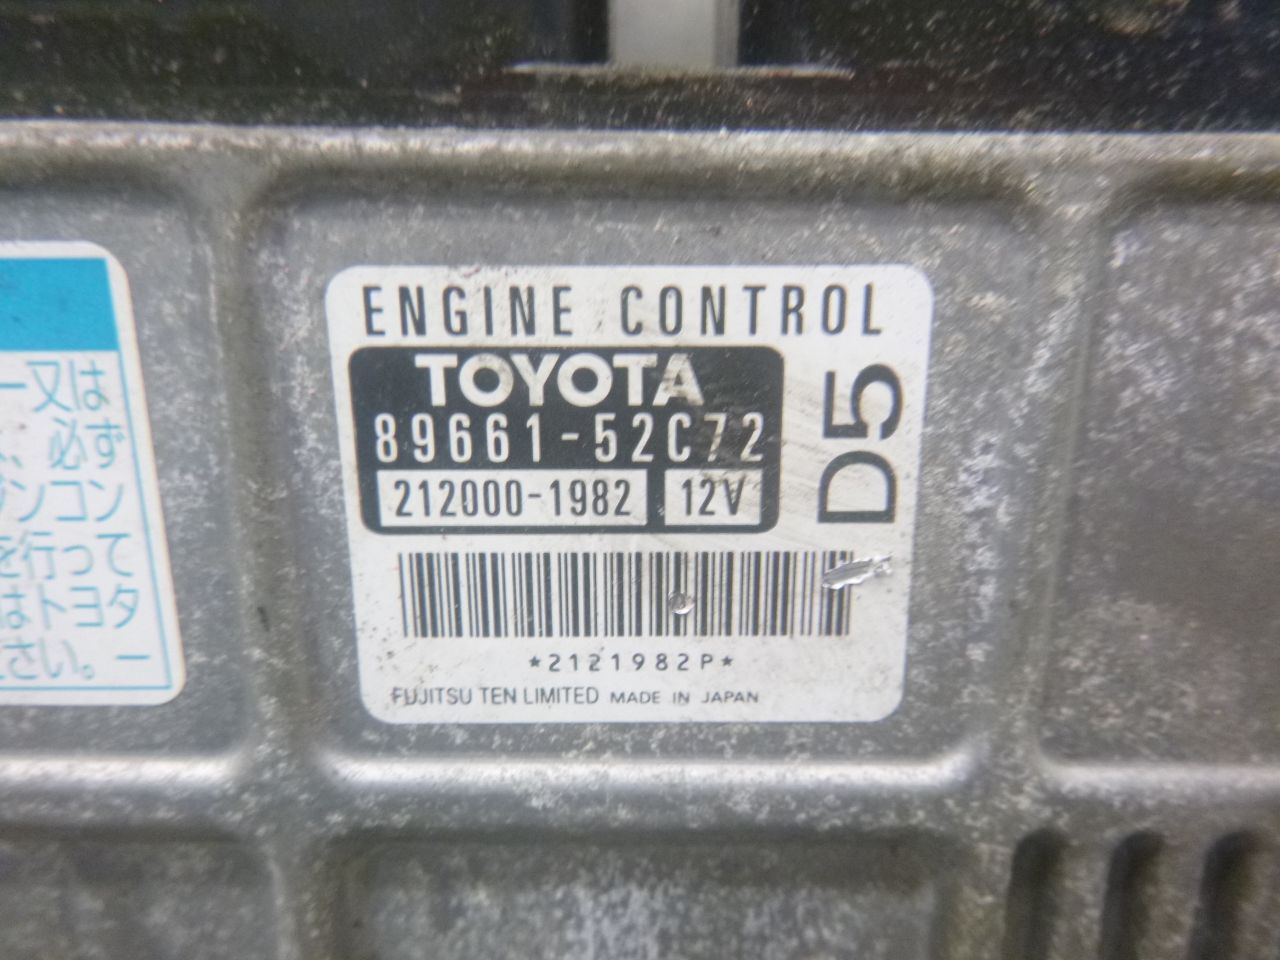 ENGINE CONTROL
TOYOTA
89661-52C72
212000-1982 12V
D5
*2121982P*
FUJITSU TEN LIMITED MADE IN JAPAN
ー又は
、必ず
ンコン
を行って
はトヨタ
ださい。ー